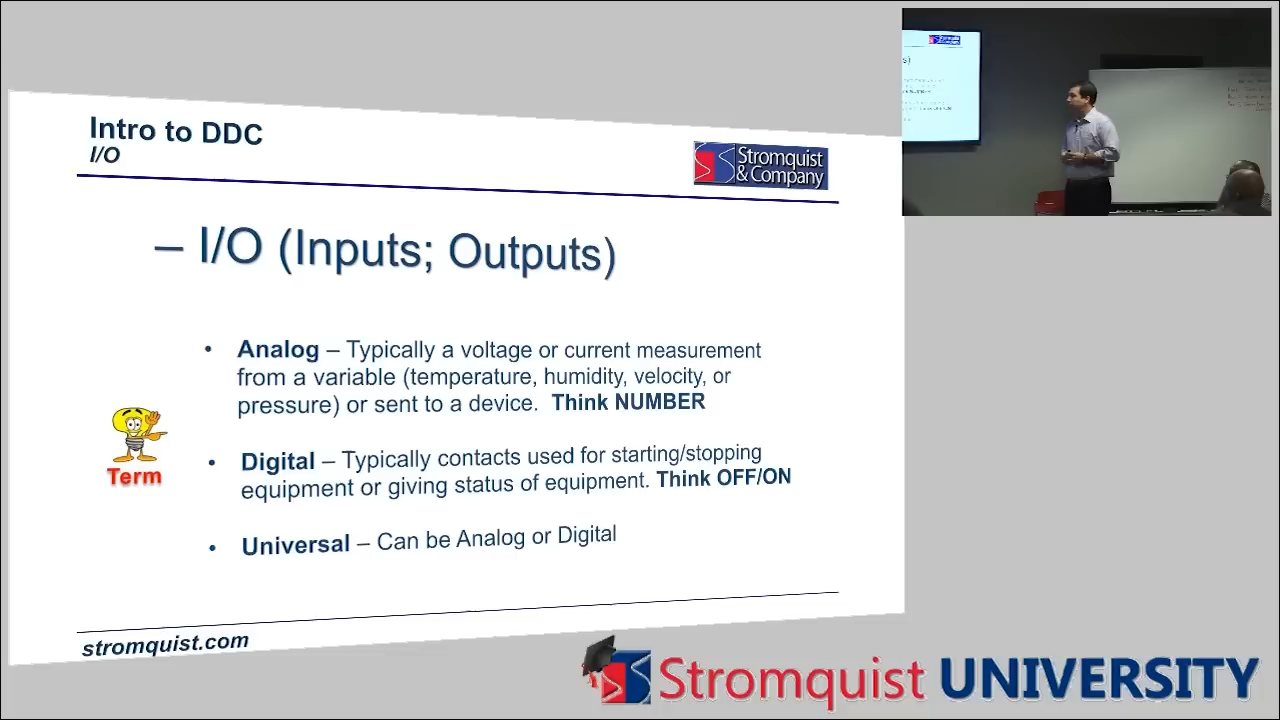 Intro to DDC
I/O
Stromquist
& Company
– I/O (Inputs; Outputs)
• Analog – Typically a voltage or current measurement
from a variable (temperature, humidity, velocity, or
pressure) or sent to a device. Think NUMBER
Term
• Digital – Typically contacts used for starting/stopping
equipment or giving status of equipment. Think OFF/ON
• Universal – Can be Analog or Digital
stromquist.com
Stromquist UNIVERSITY